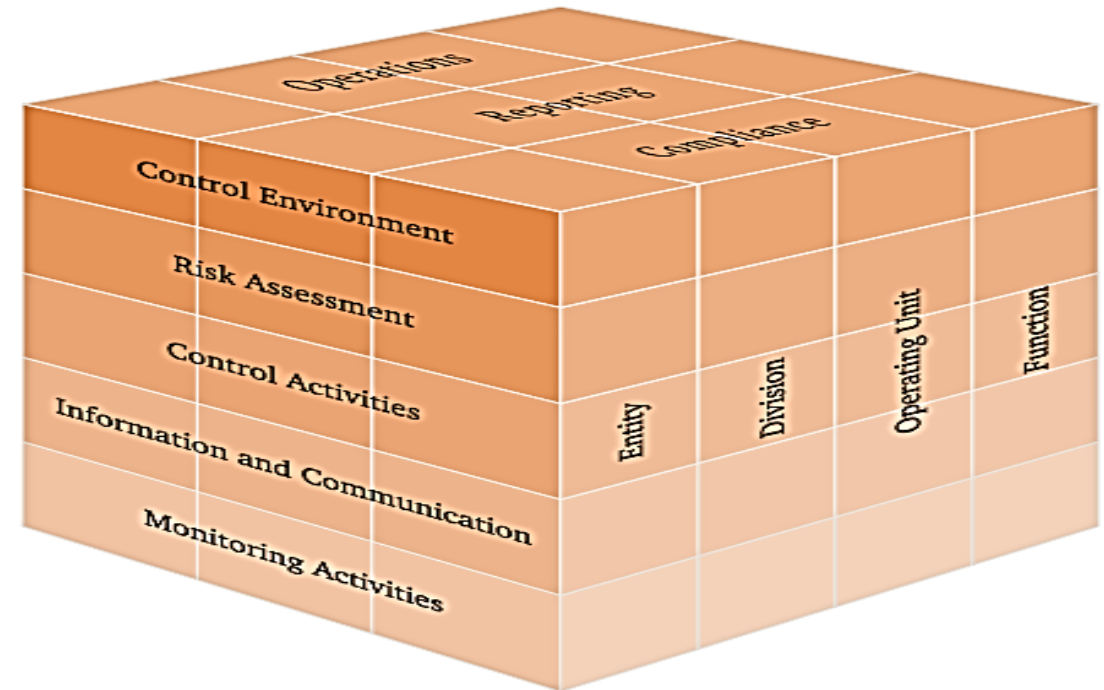 Operations
Reporting
Compliance
Control Environment
Risk Assessment
Control Activities
Information and Communication
Monitoring Activities
Entity
Division
Operating Unit
Function